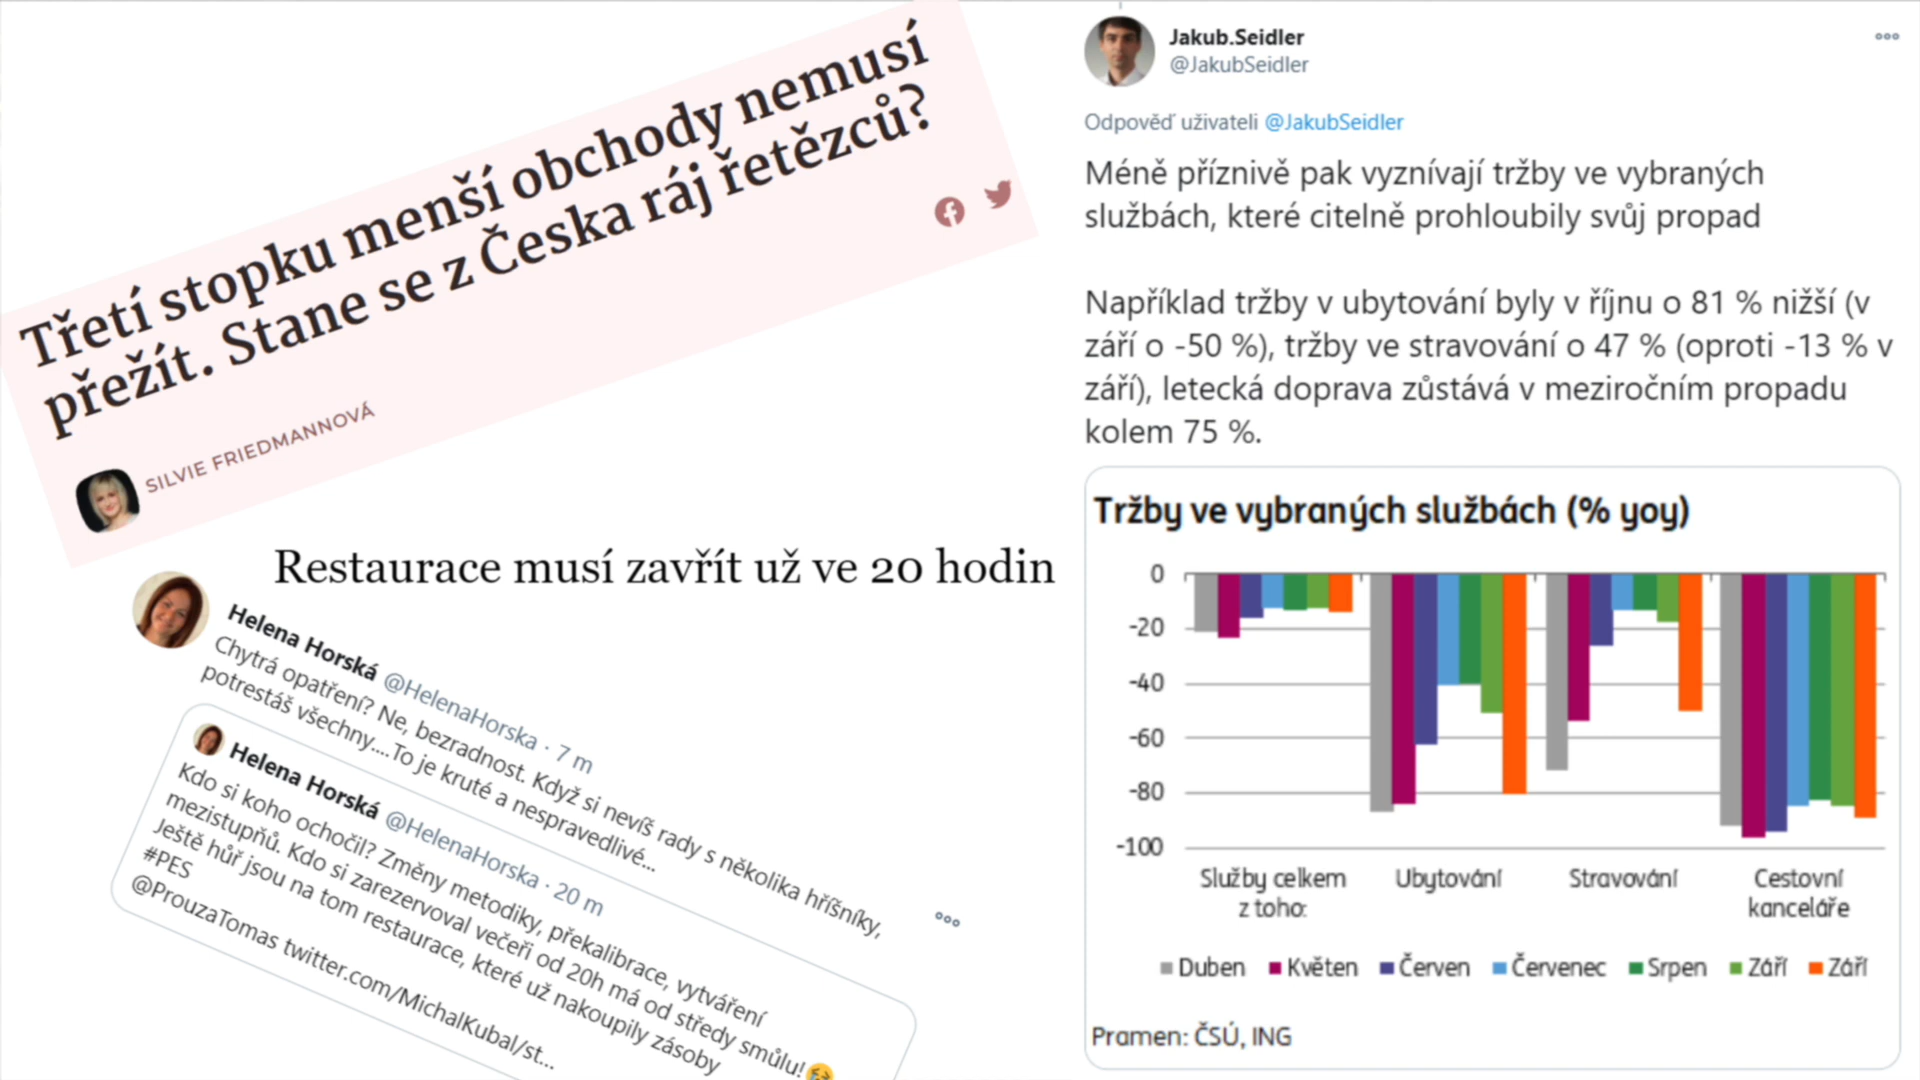 Třetí stopku menší obchody nemusí
přežít. Stane se z Česka ráj řetězců?
SILVIE FRIEDMANNOVÁ
Restaurace musí zavřít už ve 20 hodin
Helena Horská @HelenaHorska · 7 m
Chytrá opatření? Ne, bezradnost. Když si nevíš rady s několika hříšníky,
potrestáš všechny....To je kruté a nespravedlivé...
Helena Horská @HelenaHorska · 20 m
Kdo si koho ochočil? Změny metodiky, překalibrace, vytváření
mezistupňů. Kdo si zarezervoval večeři od 20h má od středy smůlu!
Ještě hůř jsou na tom restaurace, které už nakoupily zásoby
#PES
@ProuzaTomas twitter.com/MichalKubal/st...
Jakub.Seidler
@JakubSeidler
Odpověď uživateli @JakubSeidler
Méně příznivě pak vyznívají tržby ve vybraných
službách, které citelně prohloubily svůj propad
Například tržby v ubytování byly v říjnu o 81 % nižší (v
září o -50 %), tržby ve stravování o 47 % (oproti -13 % v
září), letecká doprava zůstává v meziročním propadu
kolem 75 %.
Tržby ve vybraných službách (% yoy)
0
-20
-40
-60
-80
-100
Služby celkem
z toho:
Ubytování
Stravování
Cestovní
kanceláře
Duben Květen Červen Červenec Srpen Září Září
Pramen: ČSÚ, ING